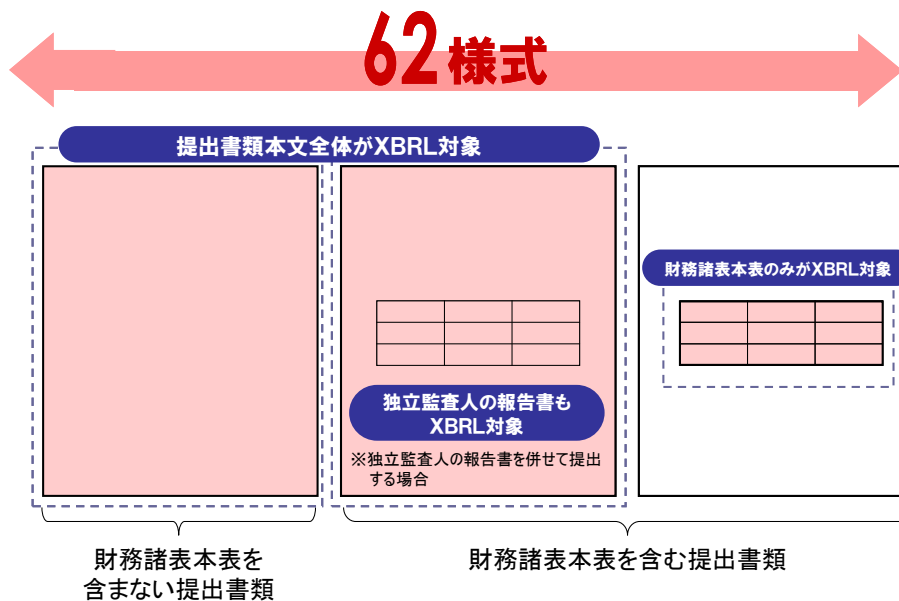 62様式
提出書類本文全体がXBRL対象
財務諸表本表のみがXBRL対象
独立監査人の報告書も
XBRL対象
※独立監査人の報告書を併せて提出
する場合
財務諸表本表を
含まない提出書類
財務諸表本表を含む提出書類